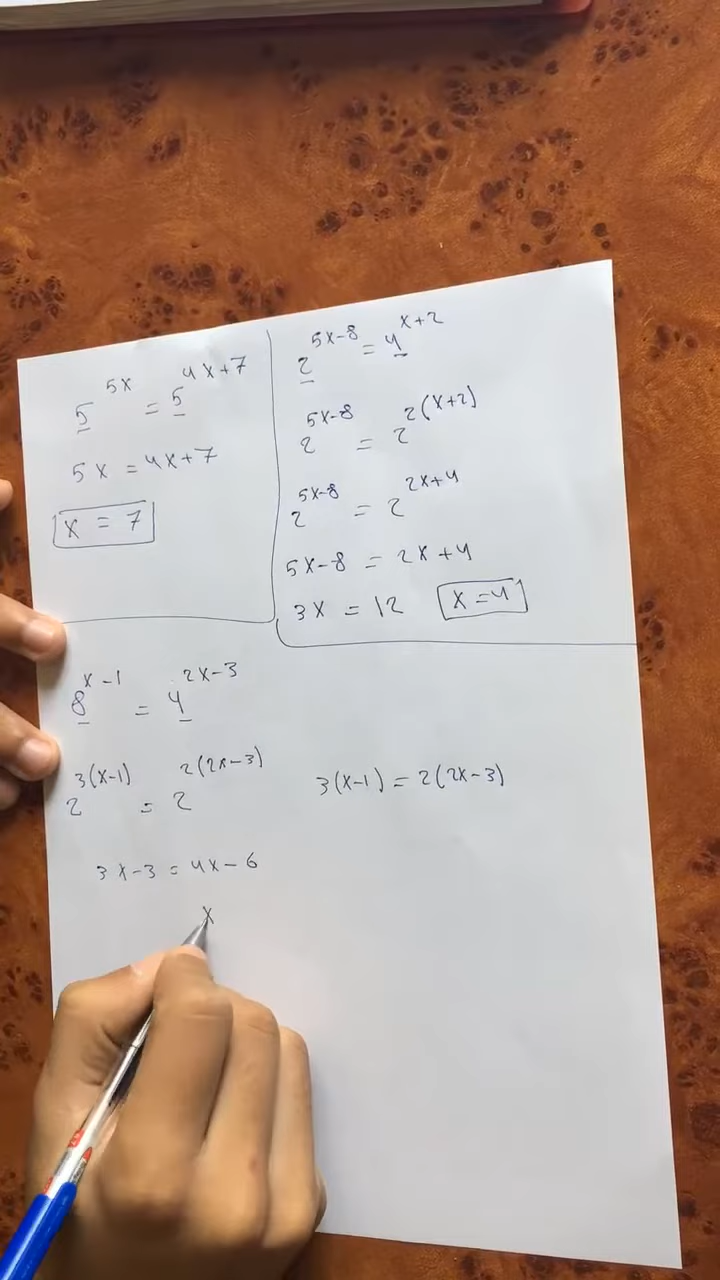 5^{5x} = 5^{4x+7}
5x = 4x+7
x = 7
2^{5x-8} = 4^{x+2}
2^{5x-8} = 2^{2(x+2)}
2^{5x-8} = 2^{2x+4}
5x-8 = 2x+4
3x = 12 x=4
8^{x-1} = 4^{2x-3}
2^{3(x-1)} = 2^{2(2x-3)}
3x-3 = 4x-6
x
3(x-1) = 2(2x-3)